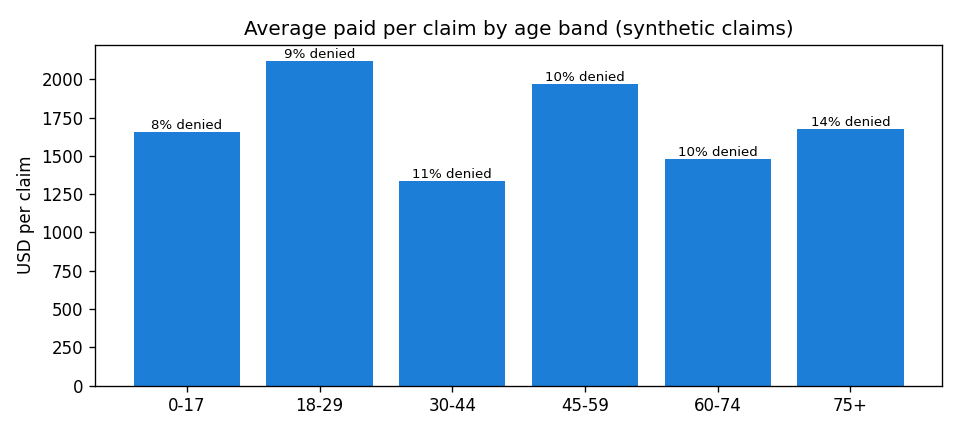 Average paid per claim by age band (synthetic claims)
USD per claim
2000
1750
1500
1250
1000
750
500
250
0
8% denied
9% denied
11% denied
10% denied
10% denied
14% denied
0-17
18-29
30-44
45-59
60-74
75+